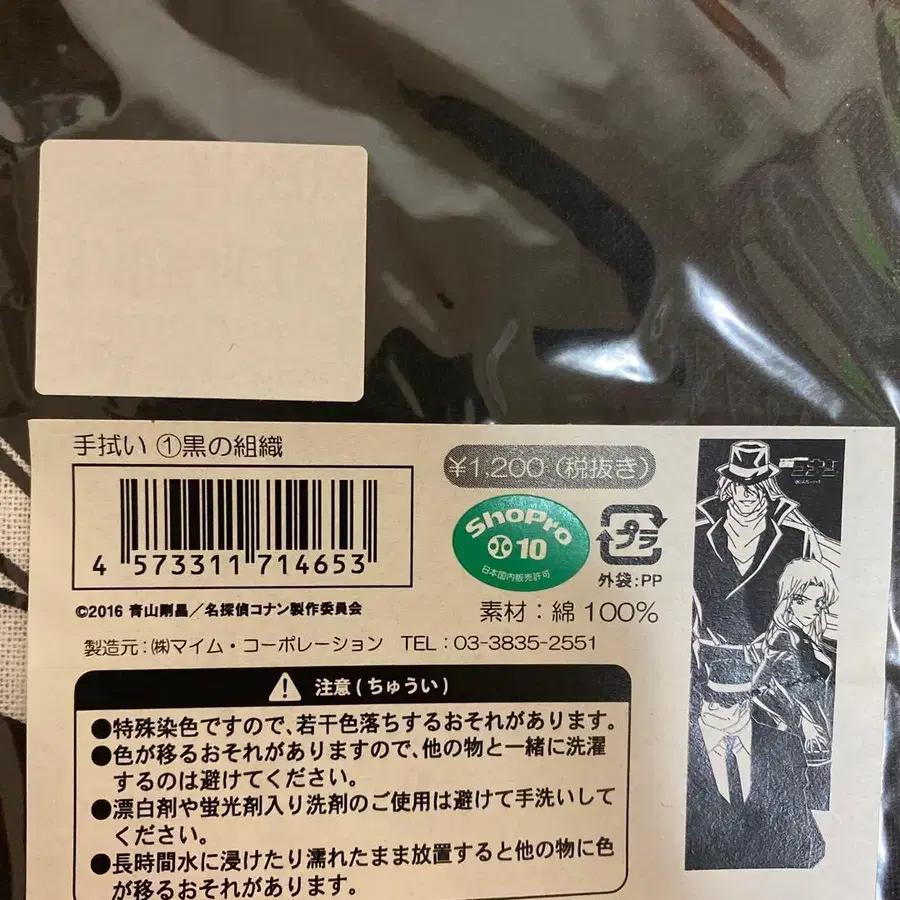 手拭い ①黒の組織
¥1,200（税抜き）
4 573311 714653
ShoPro
10
日本国内販売許可
プラ
外袋:PP
©2016 青山剛昌／名探偵コナン製作委員会
素材：綿 100%
製造元：㈱マイム・コーポレーション TEL：03-3835-2551
コナン
注意（ちゅうい）
●特殊染色ですので、若干色落ちするおそれがあります。
●色が移るおそれがありますので、他の物と一緒に洗濯
するのは避けてください。
●漂白剤や蛍光剤入り洗剤のご使用は避けて手洗いして
ください。
●長時間水に浸けたり濡れたまま放置すると他の物に色
が移るおそれがあります。